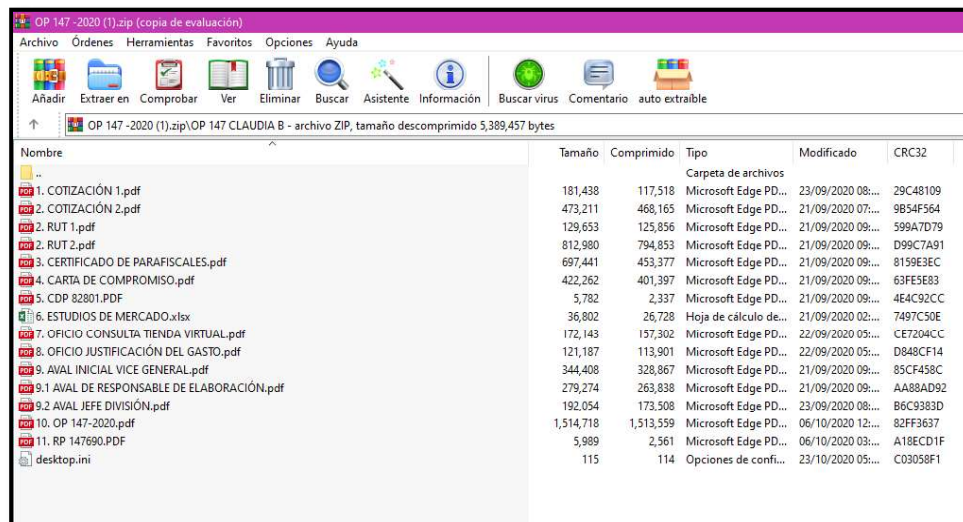 OP 147 -2020 (1).zip (copia de evaluación)
Archivo Órdenes Herramientas Favoritos Opciones Ayuda
Añadir Extraer en Comprobar Ver Eliminar Buscar Asistente Información Buscar virus Comentario auto extraíble
OP 147 -2020 (1).zip\OP 147 CLAUDIA B - archivo ZIP, tamaño descomprimido 5,389,457 bytes
Nombre Tamaño Comprimido Tipo Modificado CRC32
.. Carpeta de archivos
1. COTIZACIÓN 1.pdf 181,438 117,518 Microsoft Edge PD... 23/09/2020 08:... 29C48109
2. COTIZACIÓN 2.pdf 473,211 468,165 Microsoft Edge PD... 21/09/2020 07:... 9B54F564
2. RUT 1.pdf 129,653 125,856 Microsoft Edge PD... 21/09/2020 09:... 599A7D79
2. RUT 2.pdf 812,980 794,853 Microsoft Edge PD... 21/09/2020 09:... D99C7A91
3. CERTIFICADO DE PARAFISCALES.pdf 697,441 453,377 Microsoft Edge PD... 21/09/2020 09:... 8159E3EC
4. CARTA DE COMPROMISO.pdf 422,262 401,397 Microsoft Edge PD... 21/09/2020 09:... 63FE5E83
5. CDP 82801.PDF 5,782 2,337 Microsoft Edge PD... 21/09/2020 09:... 4E4C92CC
6. ESTUDIOS DE MERCADO.xlsx 36,802 26,728 Hoja de cálculo de... 21/09/2020 02:... 7497C50E
7. OFICIO CONSULTA TIENDA VIRTUAL.pdf 172,143 157,302 Microsoft Edge PD... 22/09/2020 05:... CE7204CC
8. OFICIO JUSTIFICACIÓN DEL GASTO.pdf 121,187 113,901 Microsoft Edge PD... 22/09/2020 05:... D848CF14
9. AVAL INICIAL VICE GENERAL.pdf 344,408 328,867 Microsoft Edge PD... 21/09/2020 09:... 85CF458C
9.1 AVAL DE RESPONSABLE DE ELABORACIÓN.pdf 279,274 263,838 Microsoft Edge PD... 21/09/2020 09:... AA88AD92
9.2 AVAL JEFE DIVISIÓN.pdf 192,054 173,508 Microsoft Edge PD... 23/09/2020 08:... B6C9383D
10. OP 147-2020.pdf 1,514,718 1,513,559 Microsoft Edge PD... 06/10/2020 12:... 82FF3637
11. RP 147690.PDF 5,989 2,561 Microsoft Edge PD... 06/10/2020 03:... A18ECD1F
desktop.ini 115 114 Opciones de confi... 23/10/2020 05:... C03058F1